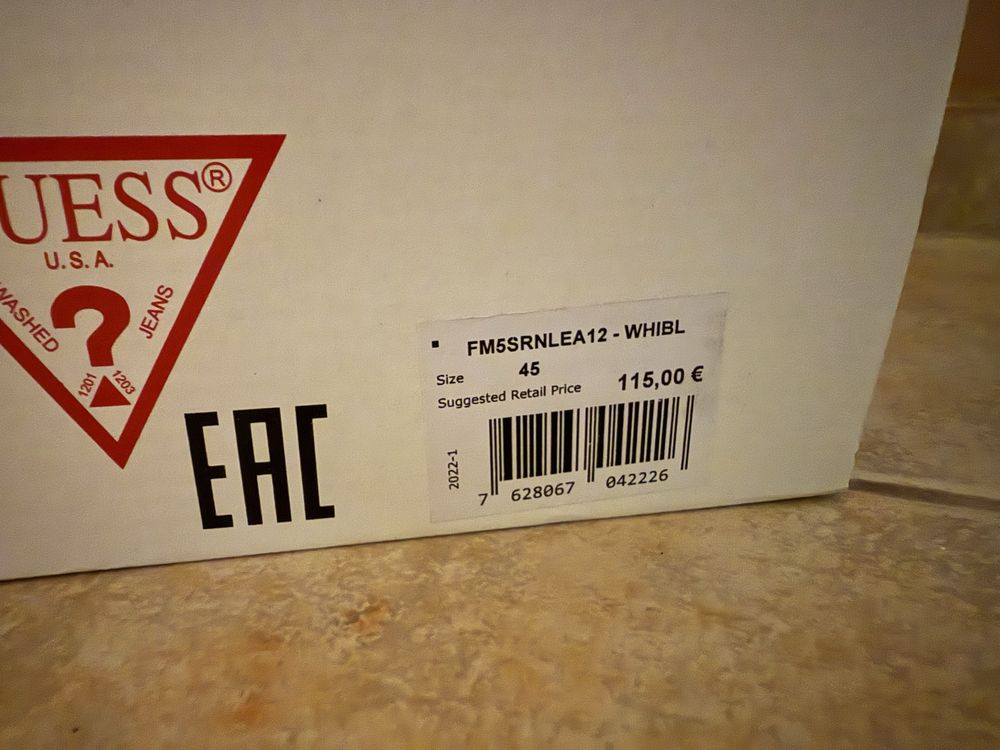 UESS®
U.S.A.
WASHED
?
JEANS
1201
1203
EAC
FM5SRNLEA12 - WHIBL
Size 45
Suggested Retail Price 115,00 €
2022-1
7 628067 042226